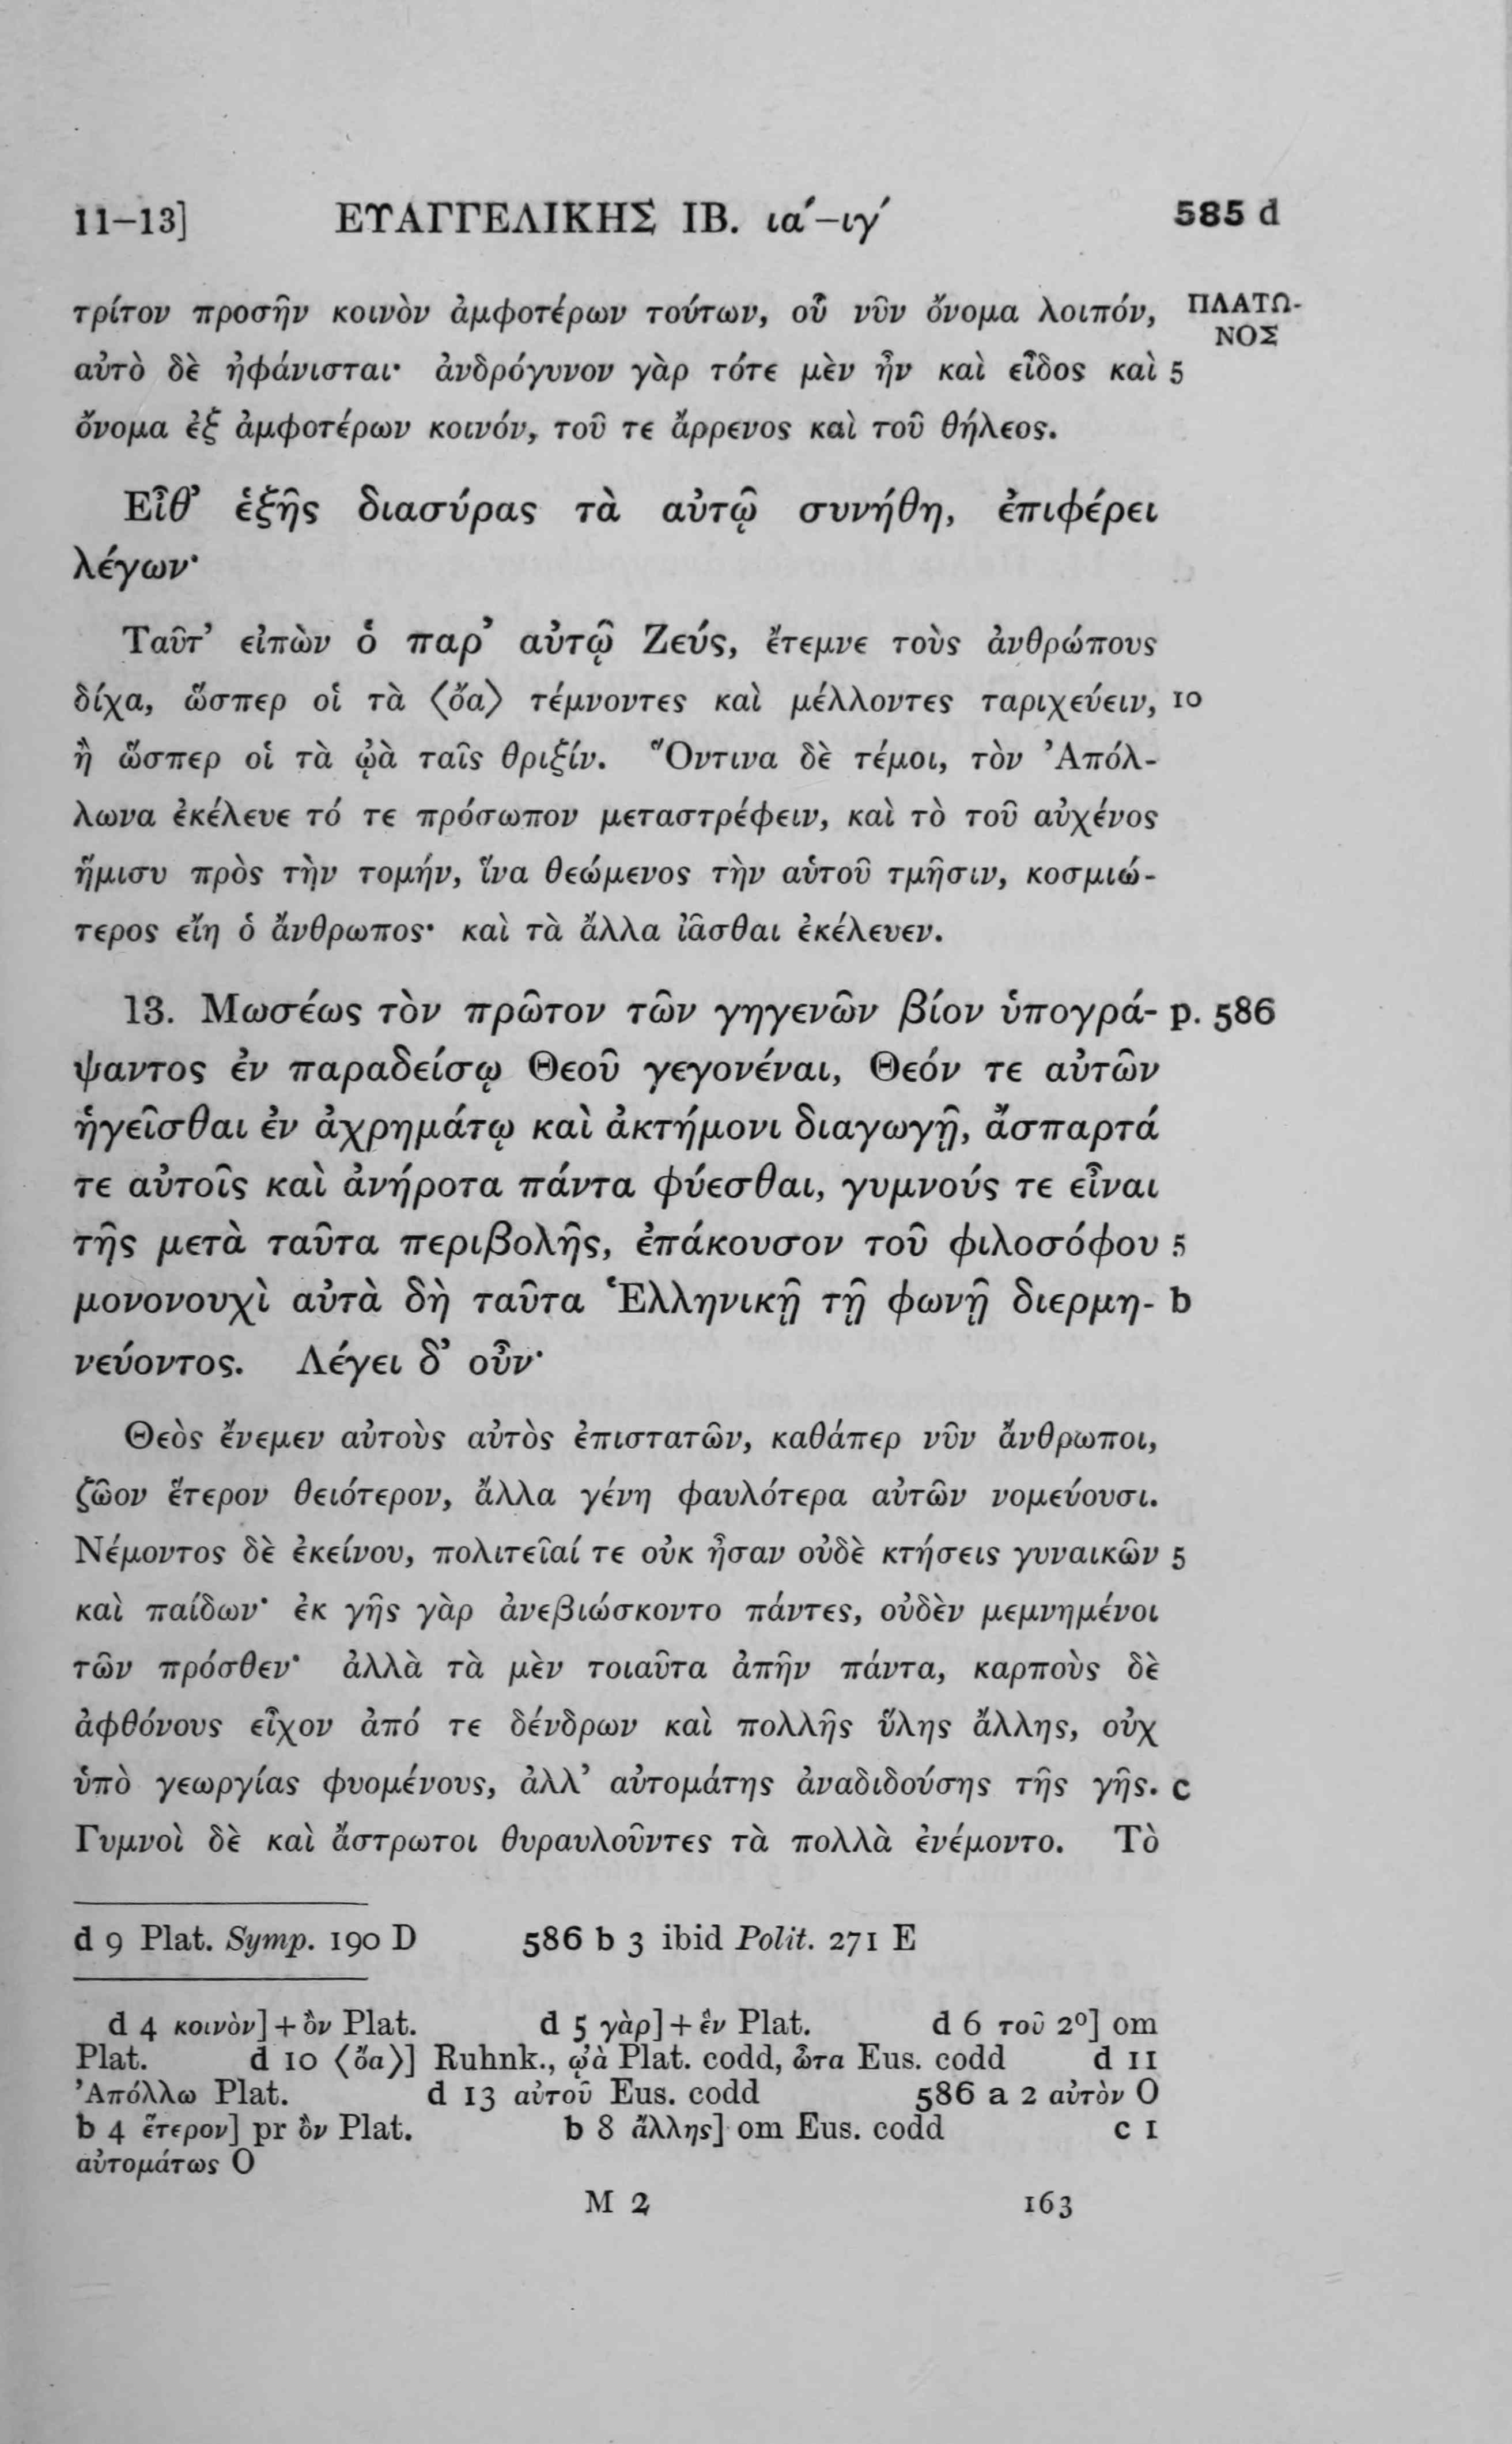 11–13] ΕΥΑΓΓΕΛΙΚΗΣ ΙΒ. ια΄–ιγ΄ 585 d
τρίτον προσῆν κοινὸν ἀμφοτέρων τούτων, οὗ νῦν ὄνομα λοιπόν, ΠΛΑΤΩ-
ΝΟΣ
αὐτὸ δὲ ἠφάνισται· ἀνδρόγυνον γὰρ τότε μὲν ἦν καὶ εἶδος καὶ 5
ὄνομα ἐξ ἀμφοτέρων κοινόν, τοῦ τε ἄρρενος καὶ τοῦ θήλεος.
Εἶθ’ ἑξῆς διασύρας τὰ αὐτῷ συνήθη, ἐπιφέρει
λέγων·
Ταῦτ’ εἰπὼν ὁ παρ’ αὐτῷ Ζεύς, ἔτεμνε τοὺς ἀνθρώπους
δίχα, ὥσπερ οἱ τὰ ⟨ὄα⟩ τέμνοντες καὶ μέλλοντες ταριχεύειν, 10
ἢ ὥσπερ οἱ τὰ ᾠὰ ταῖς θριξίν. Ὅντινα δὲ τέμοι, τὸν Ἀπόλ-
λωνα ἐκέλευε τό τε πρόσωπον μεταστρέφειν, καὶ τὸ τοῦ αὐχένος
ἥμισυ πρὸς τὴν τομήν, ἵνα θεώμενος τὴν αὑτοῦ τμῆσιν, κοσμιώ-
τερος εἴη ὁ ἄνθρωπος· καὶ τὰ ἄλλα ἰᾶσθαι ἐκέλευεν.
13. Μωσέως τὸν πρῶτον τῶν γηγενῶν βίον ὑπογρά- p. 586
ψαντος ἐν παραδείσῳ Θεοῦ γεγονέναι, Θεόν τε αὐτῶν
ἡγεῖσθαι ἐν ἀχρημάτῳ καὶ ἀκτήμονι διαγωγῇ, ἄσπαρτά
τε αὐτοῖς καὶ ἀνήροτα πάντα φύεσθαι, γυμνούς τε εἶναι
τῆς μετὰ ταῦτα περιβολῆς, ἐπάκουσον τοῦ φιλοσόφου 5
μονονουχὶ αὐτὰ δὴ ταῦτα Ἑλληνικῇ τῇ φωνῇ διερμη- b
νεύοντος. Λέγει δ’ οὖν·
Θεὸς ἔνεμεν αὐτοὺς αὐτὸς ἐπιστατῶν, καθάπερ νῦν ἄνθρωποι,
ζῶον ἕτερον θειότερον, ἄλλα γένη φαυλότερα αὐτῶν νομεύουσι.
Νέμοντος δὲ ἐκείνου, πολιτεῖαί τε οὐκ ἦσαν οὐδὲ κτήσεις γυναικῶν 5
καὶ παίδων· ἐκ γῆς γὰρ ἀνεβιώσκοντο πάντες, οὐδὲν μεμνημένοι
τῶν πρόσθεν· ἀλλὰ τὰ μὲν τοιαῦτα ἀπῆν πάντα, καρποὺς δὲ
ἀφθόνους εἶχον ἀπό τε δένδρων καὶ πολλῆς ὕλης ἄλλης, οὐχ
ὑπὸ γεωργίας φυομένους, ἀλλ’ αὐτομάτης ἀναδιδούσης τῆς γῆς. c
Γυμνοὶ δὲ καὶ ἄστρωτοι θυραυλοῦντες τὰ πολλὰ ἐνέμοντο. Τὸ
d 9 Plat. Symp. 190 D 586 b 3 ibid Polit. 271 E
d 4 κοινὸν]+ὂν Plat. d 5 γὰρ]+ἓν Plat. d 6 τοῦ 2º] om
Plat. d 10 ⟨ὄα⟩] Ruhnk., ᾠὰ Plat. codd, ὦτα Eus. codd d 11
Ἀπόλλω Plat. d 13 αὐτοῦ Eus. codd 586 a 2 αὐτὸν O
b 4 ἕτερον] pr ὂν Plat. b 8 ἄλλης] om Eus. codd c 1
αὐτομάτως O
M 2 163